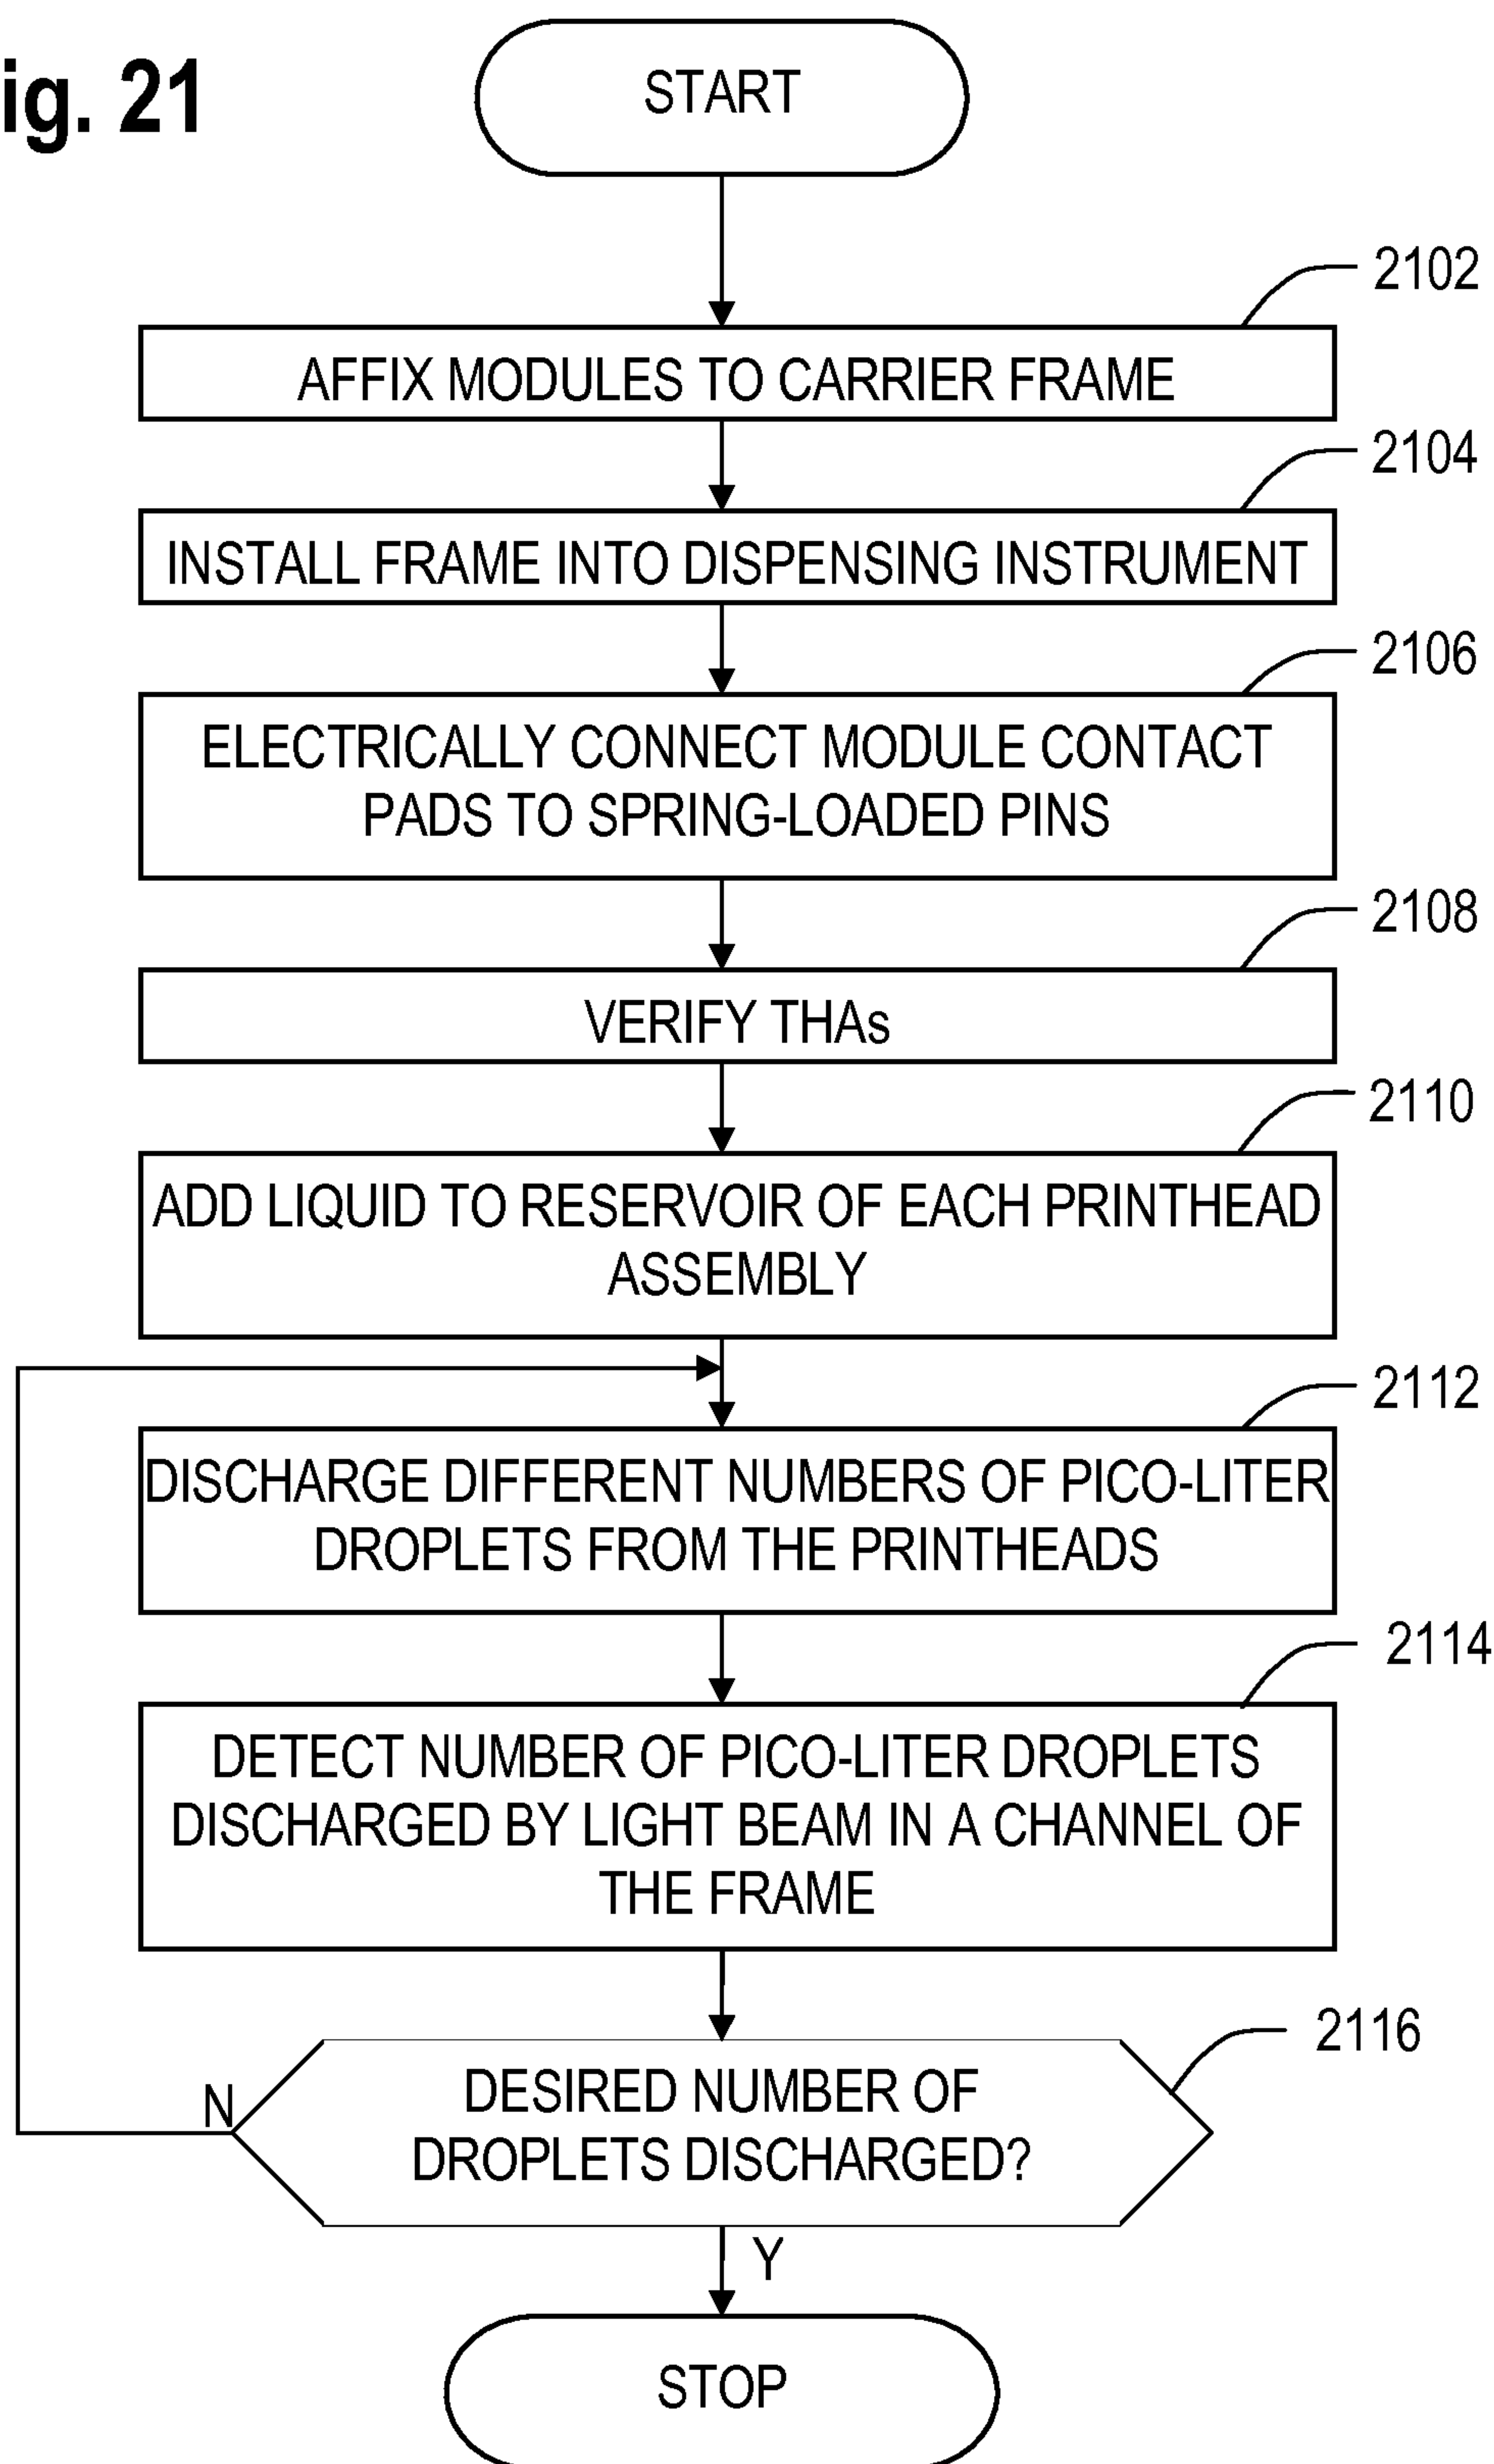 ig. 21
START
2102
AFFIX MODULES TO CARRIER FRAME
2104
INSTALL FRAME INTO DISPENSING INSTRUMENT
2106
ELECTRICALLY CONNECT MODULE CONTACT
PADS TO SPRING-LOADED PINS
2108
VERIFY THAs
2110
ADD LIQUID TO RESERVOIR OF EACH PRINTHEAD
ASSEMBLY
2112
DISCHARGE DIFFERENT NUMBERS OF PICO-LITER
DROPLETS FROM THE PRINTHEADS
2114
DETECT NUMBER OF PICO-LITER DROPLETS
DISCHARGED BY LIGHT BEAM IN A CHANNEL OF
THE FRAME
2116
N
DESIRED NUMBER OF
DROPLETS DISCHARGED?
Y
STOP